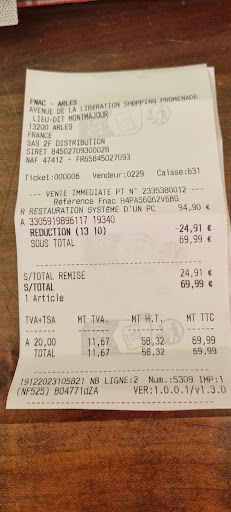 FNAC - ARLES
AVENUE DE LA LIBERATION SHOPPING PROMENADE
LIEU-DIT MONTMAJOUR
13200 ARLES
FRANCE
SAS 2F DISTRIBUTION
SIRET 84502709300028
NAF 4741Z - FR65845027093
Ticket:000006 Vendeur:0229 Caisse:631
--- VENTE IMMEDIATE PT N° 2335380012 ---
Référence Fnac H4PAS6Q62V6BG
R RESTAURATION SYSTEME D'UN PC 94,90 €
A 3305919896117 19340
REDUCTION (13 10) -24,91 €
SOUS TOTAL 69,99 €
S/TOTAL REMISE 24,91 €
S/TOTAL 69,99 €
1 Article
TVA+TSA MT TVA. MT H.T. MT TTC
A 20,00 11,67 58,32 69,99
TOTAL 11,67 58,32 69,99
19122023105821 NB LIGNE:2 Num.:5309 IMP:1
(NF525) B04771dZA VER:1.0.0.1/v1.3.0